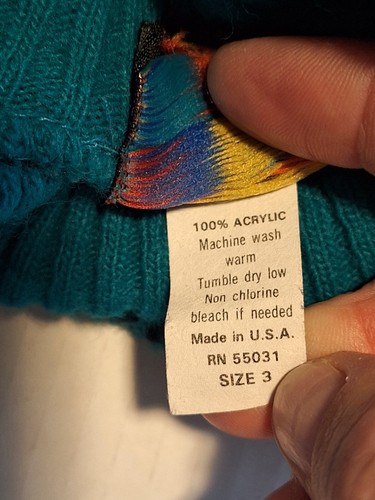 100% ACRYLIC
Machine wash
warm
Tumble dry low
Non chlorine
bleach if needed
Made in U.S.A.
RN 55031
SIZE 3